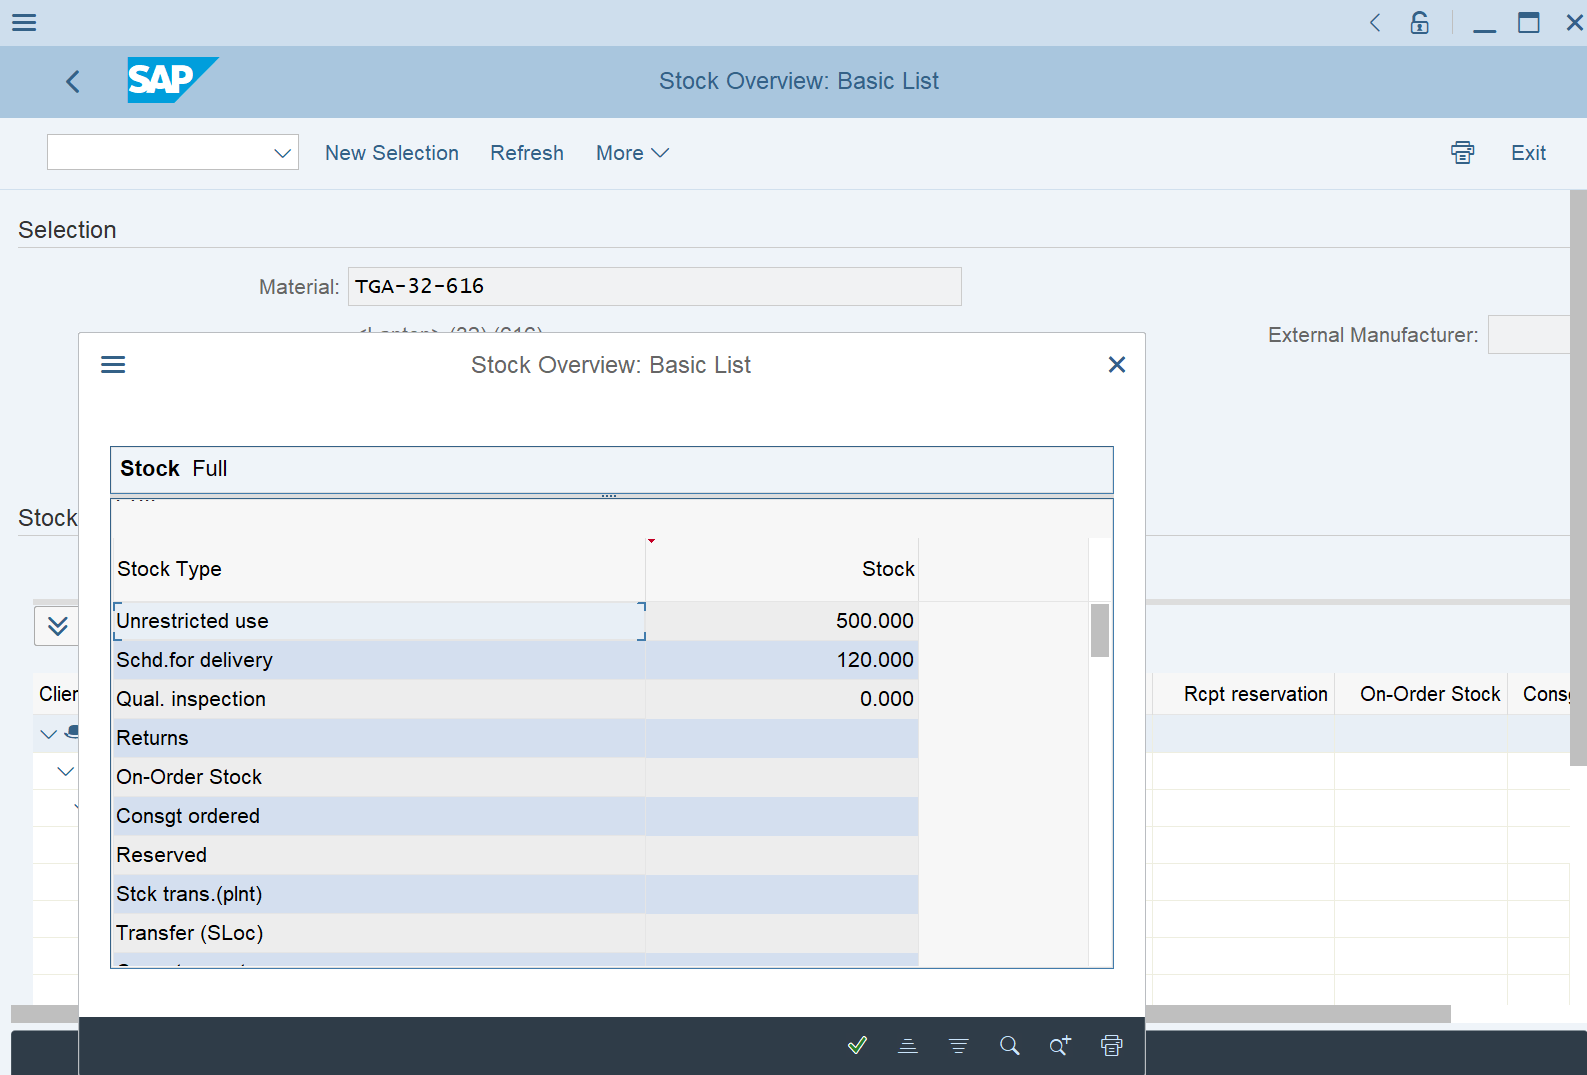 SAP
Stock Overview: Basic List
New Selection Refresh More Exit
Selection
Material: TGA-32-616
External Manufacturer:
Stock Overview: Basic List
Stock Full
Stock
Stock Type Stock
Unrestricted use 500.000
Schd.for delivery 120.000
Qual. inspection 0.000
Returns
On-Order Stock
Consgt ordered
Reserved
Stck trans.(plnt)
Transfer (SLoc)
Rcpt reservation On-Order Stock